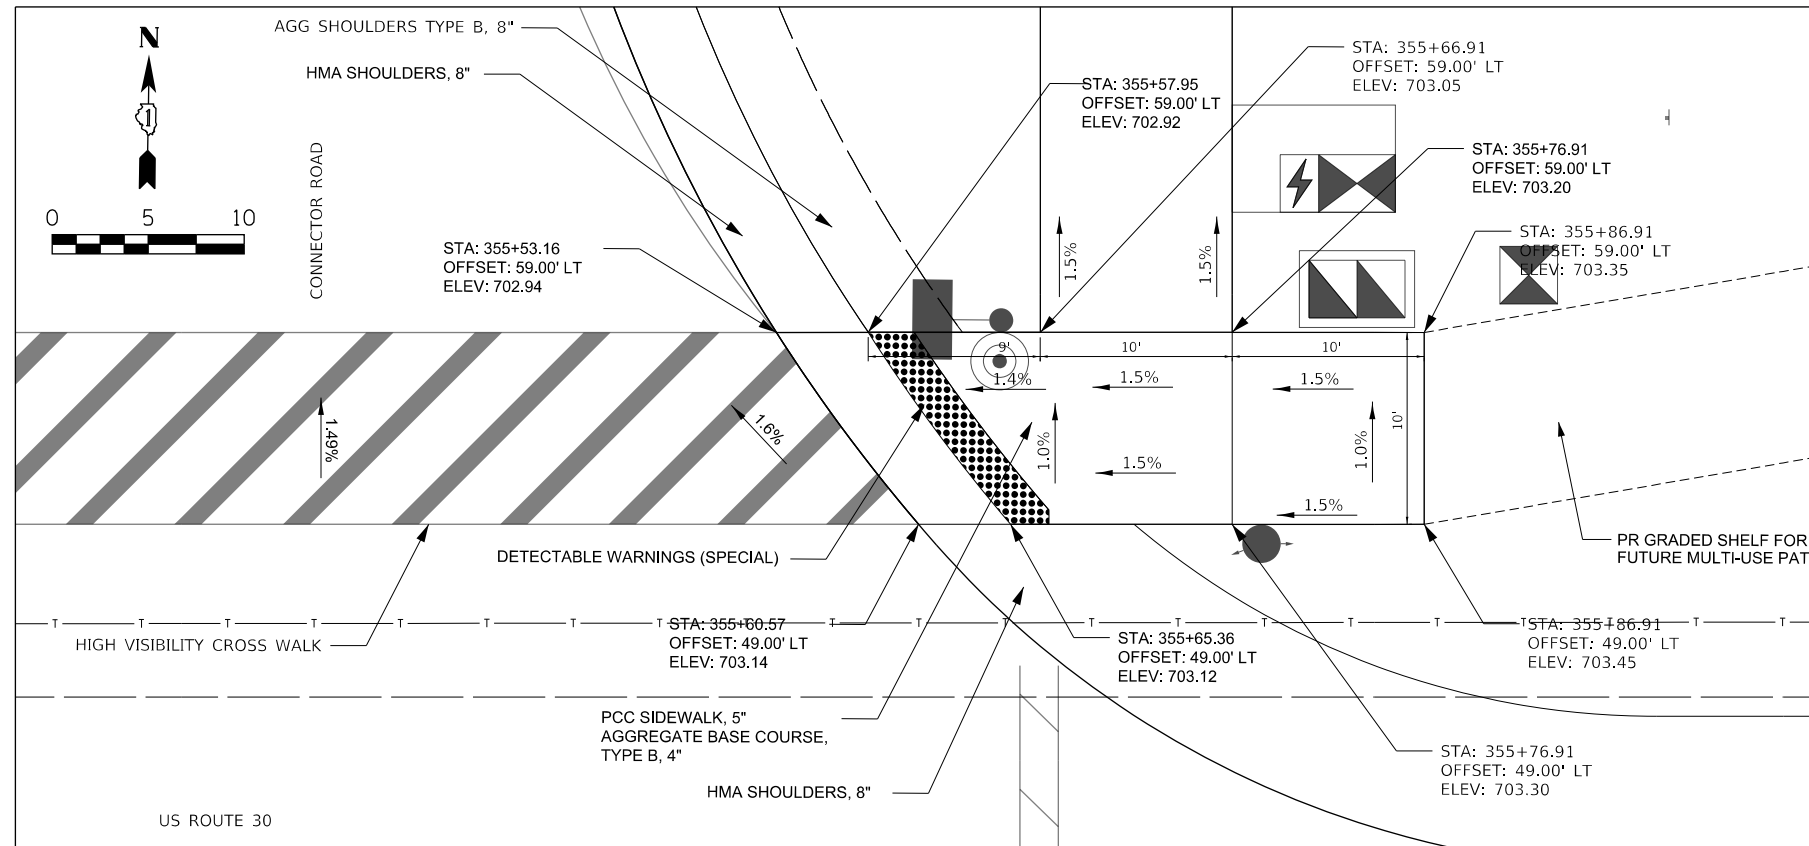 AGG SHOULDERS TYPE B, 8"
HMA SHOULDERS, 8"
N
1
0 5 10
CONNECTOR ROAD
STA: 355+53.16
OFFSET: 59.00' LT
ELEV: 702.94
STA: 355+57.95
OFFSET: 59.00' LT
ELEV: 702.92
STA: 355+66.91
OFFSET: 59.00' LT
ELEV: 703.05
STA: 355+76.91
OFFSET: 59.00' LT
ELEV: 703.20
STA: 355+86.91
OFFSET: 59.00' LT
ELEV: 703.35
1.5%
1.5%
9'
10'
10'
1.4%
1.5%
1.5%
1.49%
1.6%
1.0%
1.5%
1.0%
10'
1.5%
DETECTABLE WARNINGS (SPECIAL)
PR GRADED SHELF FOR
FUTURE MULTI-USE PAT
HIGH VISIBILITY CROSS WALK
T T T T T T T T T T T T T T T T T T
STA: 355+60.57
OFFSET: 49.00' LT
ELEV: 703.14
STA: 355+65.36
OFFSET: 49.00' LT
ELEV: 703.12
STA: 355+86.91
OFFSET: 49.00' LT
ELEV: 703.45
PCC SIDEWALK, 5"
AGGREGATE BASE COURSE,
TYPE B, 4"
STA: 355+76.91
OFFSET: 49.00' LT
ELEV: 703.30
HMA SHOULDERS, 8"
US ROUTE 30